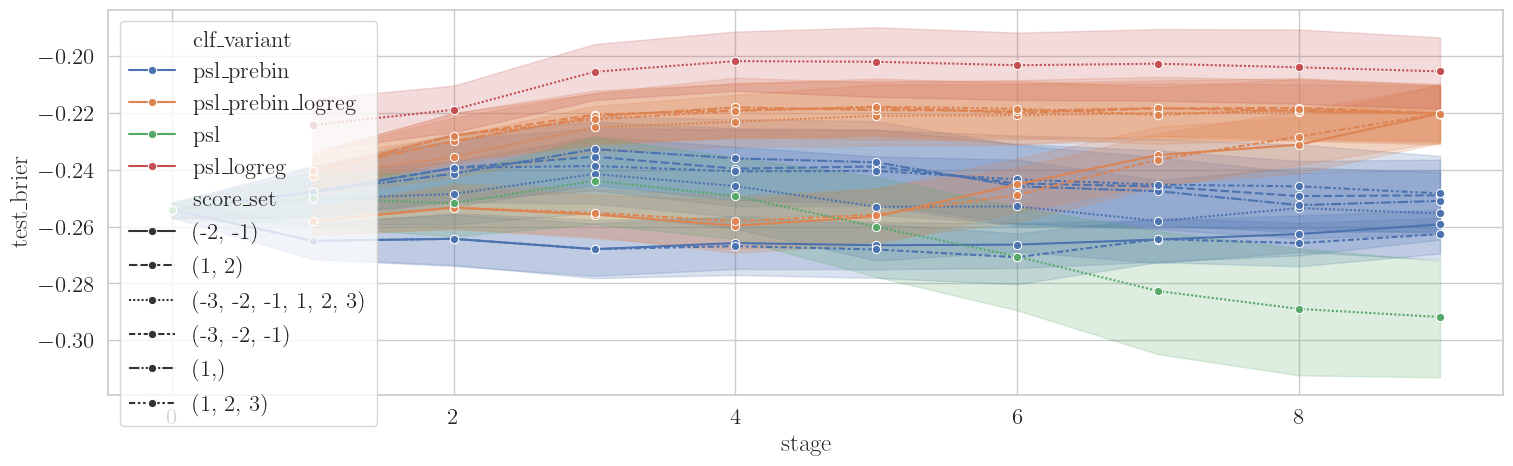 clf_variant
psl_prebin
psl_prebin_logreg
psl
psl_logreg
score_set
(-2, -1)
(1, 2)
(-3, -2, -1, 1, 2, 3)
(-3, -2, -1)
(1,)
(1, 2, 3)
test_brier
−0.20
−0.22
−0.24
−0.26
−0.28
−0.30
0 2 4 6 8
stage